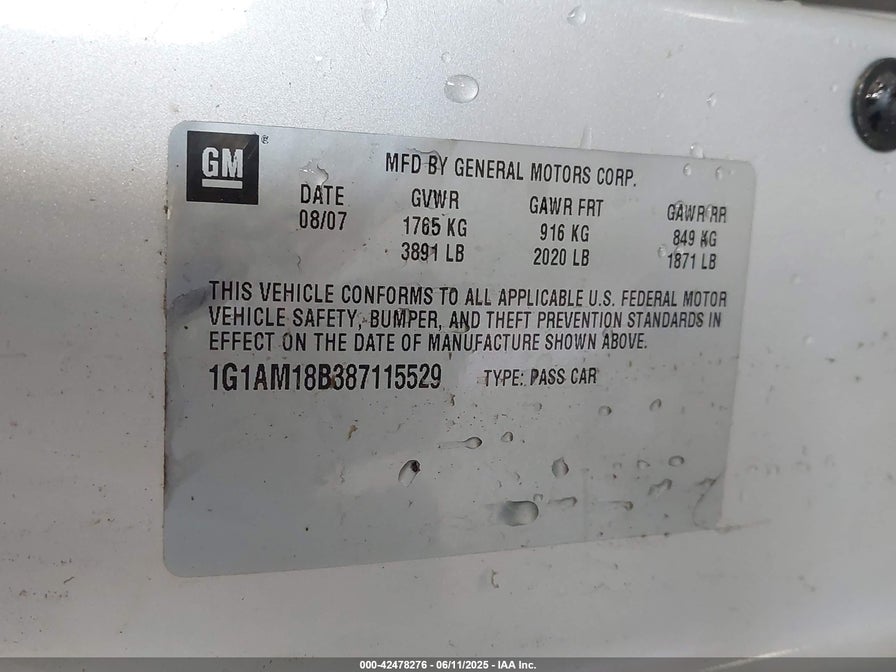 GM ®
MFD BY GENERAL MOTORS CORP.
DATE GVWR GAWR FRT GAWR RR
08/07 1765 KG 916 KG 849 KG
3891 LB 2020 LB 1871 LB
THIS VEHICLE CONFORMS TO ALL APPLICABLE U.S. FEDERAL MOTOR
VEHICLE SAFETY, BUMPER, AND THEFT PREVENTION STANDARDS IN
EFFECT ON THE DATE OF MANUFACTURE SHOWN ABOVE.
1G1AM18B387115529 TYPE: PASS CAR
000-42478276 - 06/11/2025 - IAA Inc.